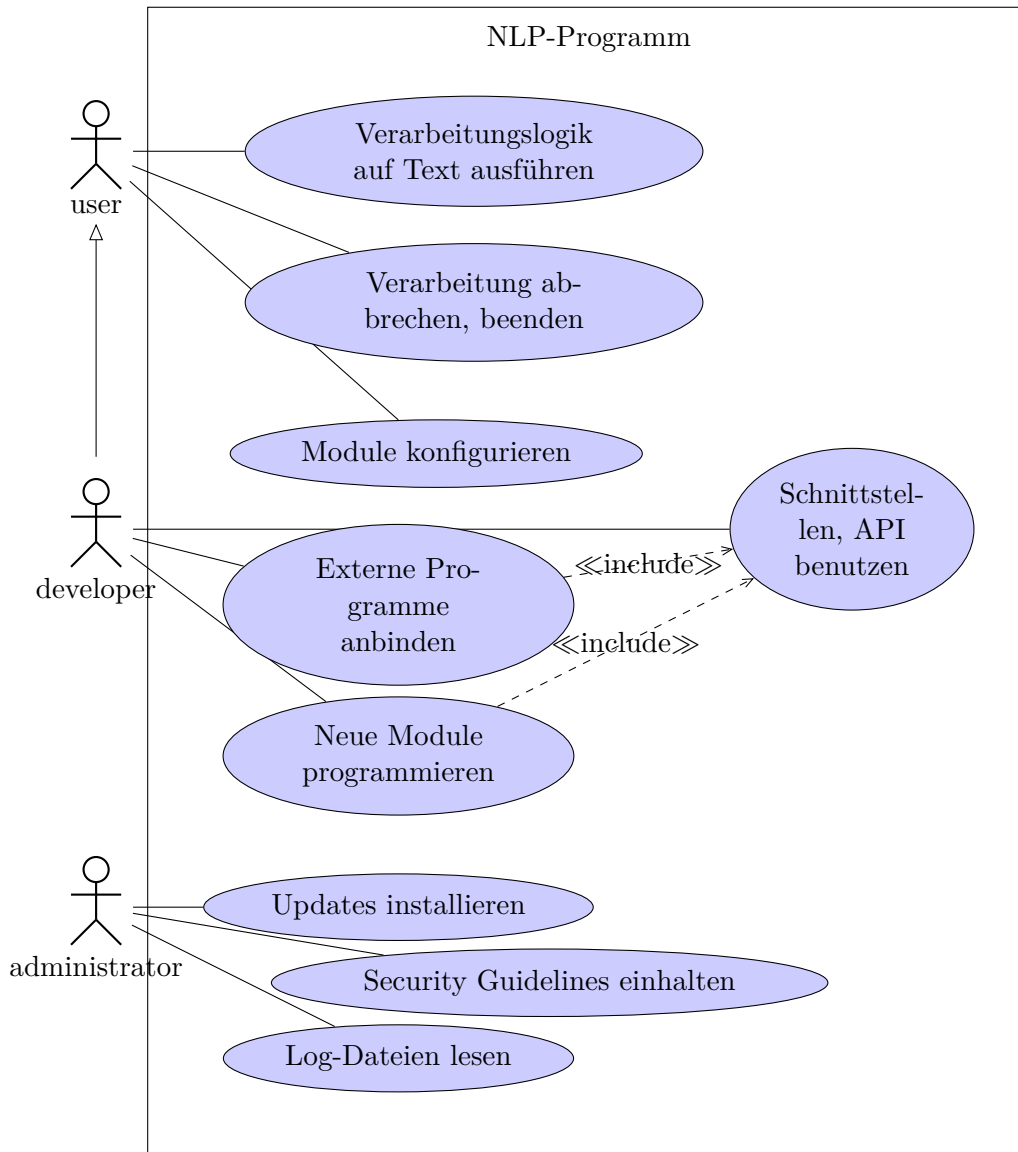 NLP-Programm
Verarbeitungslogik
auf Text ausführen
user
Verarbeitung ab-
brechen, beenden
Module konfigurieren
Schnittstel-
len, API
benutzen
developer
Externe Pro-
gramme
anbinden
≪include≫
≪include≫
Neue Module
programmieren
administrator
Updates installieren
Security Guidelines einhalten
Log-Dateien lesen